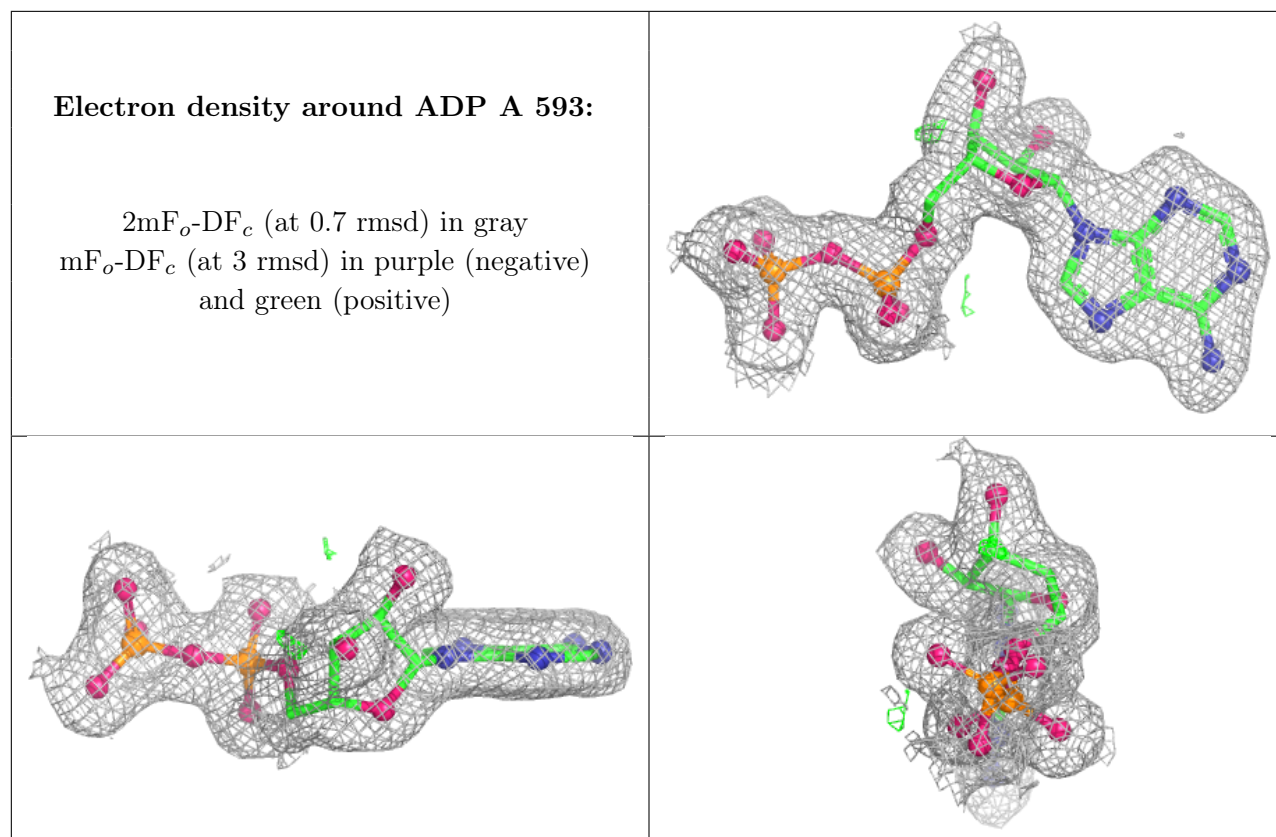 Electron density around ADP A 593:
2mFo-DFc (at 0.7 rmsd) in gray
mFo-DFc (at 3 rmsd) in purple (negative)
and green (positive)